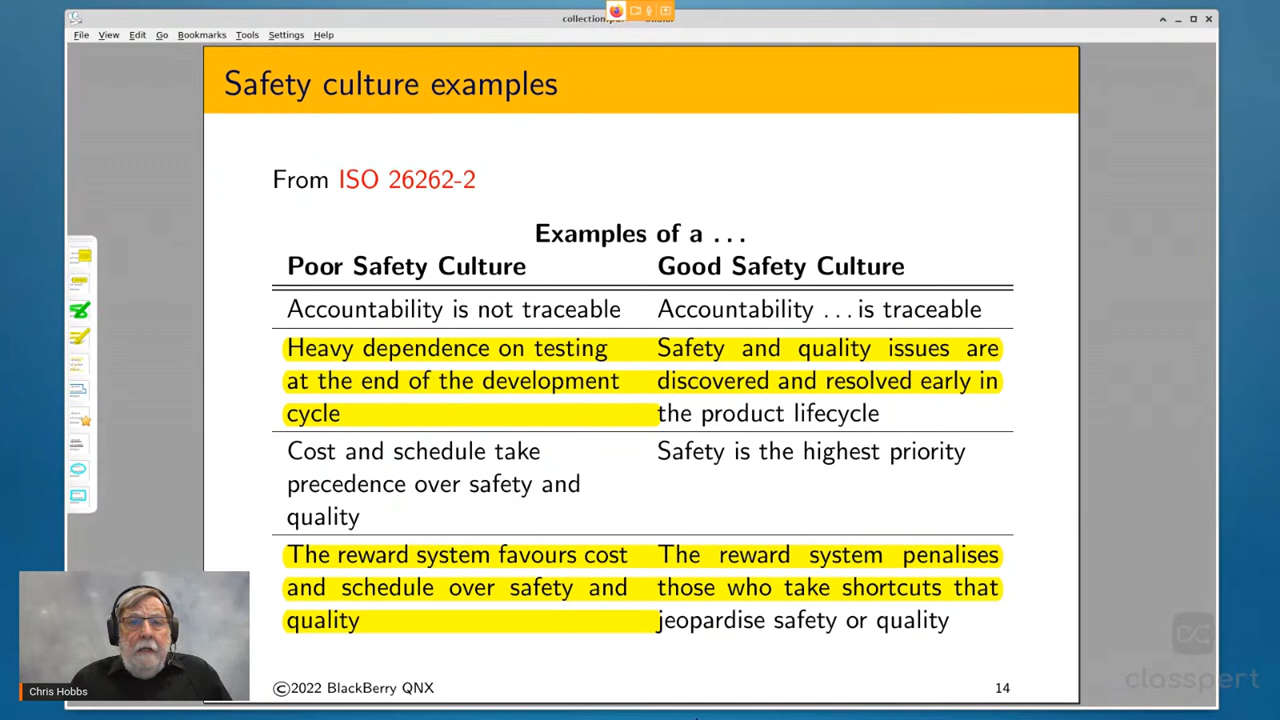 collection.pdf — Okular
File View Edit Go Bookmarks Tools Settings Help
Safety culture examples
From ISO 26262-2
Examples of a . . .
Poor Safety Culture Good Safety Culture
Accountability is not traceable Accountability . . . is traceable
Heavy dependence on testing Safety and quality issues are
at the end of the development discovered and resolved early in
cycle the product lifecycle
Cost and schedule take Safety is the highest priority
precedence over safety and
quality
The reward system favours cost The reward system penalises
and schedule over safety and those who take shortcuts that
quality jeopardise safety or quality
©2022 BlackBerry QNX 14
Chris Hobbs
classpert